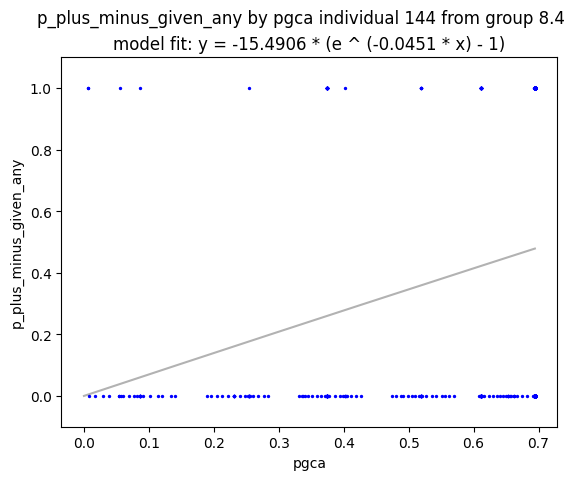 p_plus_minus_given_any by pgca individual 144 from group 8.4
model fit: y = -15.4906 * (e ^ (-0.0451 * x) - 1)
1.0
0.8
0.6
0.4
0.2
0.0
p_plus_minus_given_any
0.0 0.1 0.2 0.3 0.4 0.5 0.6 0.7
pgca